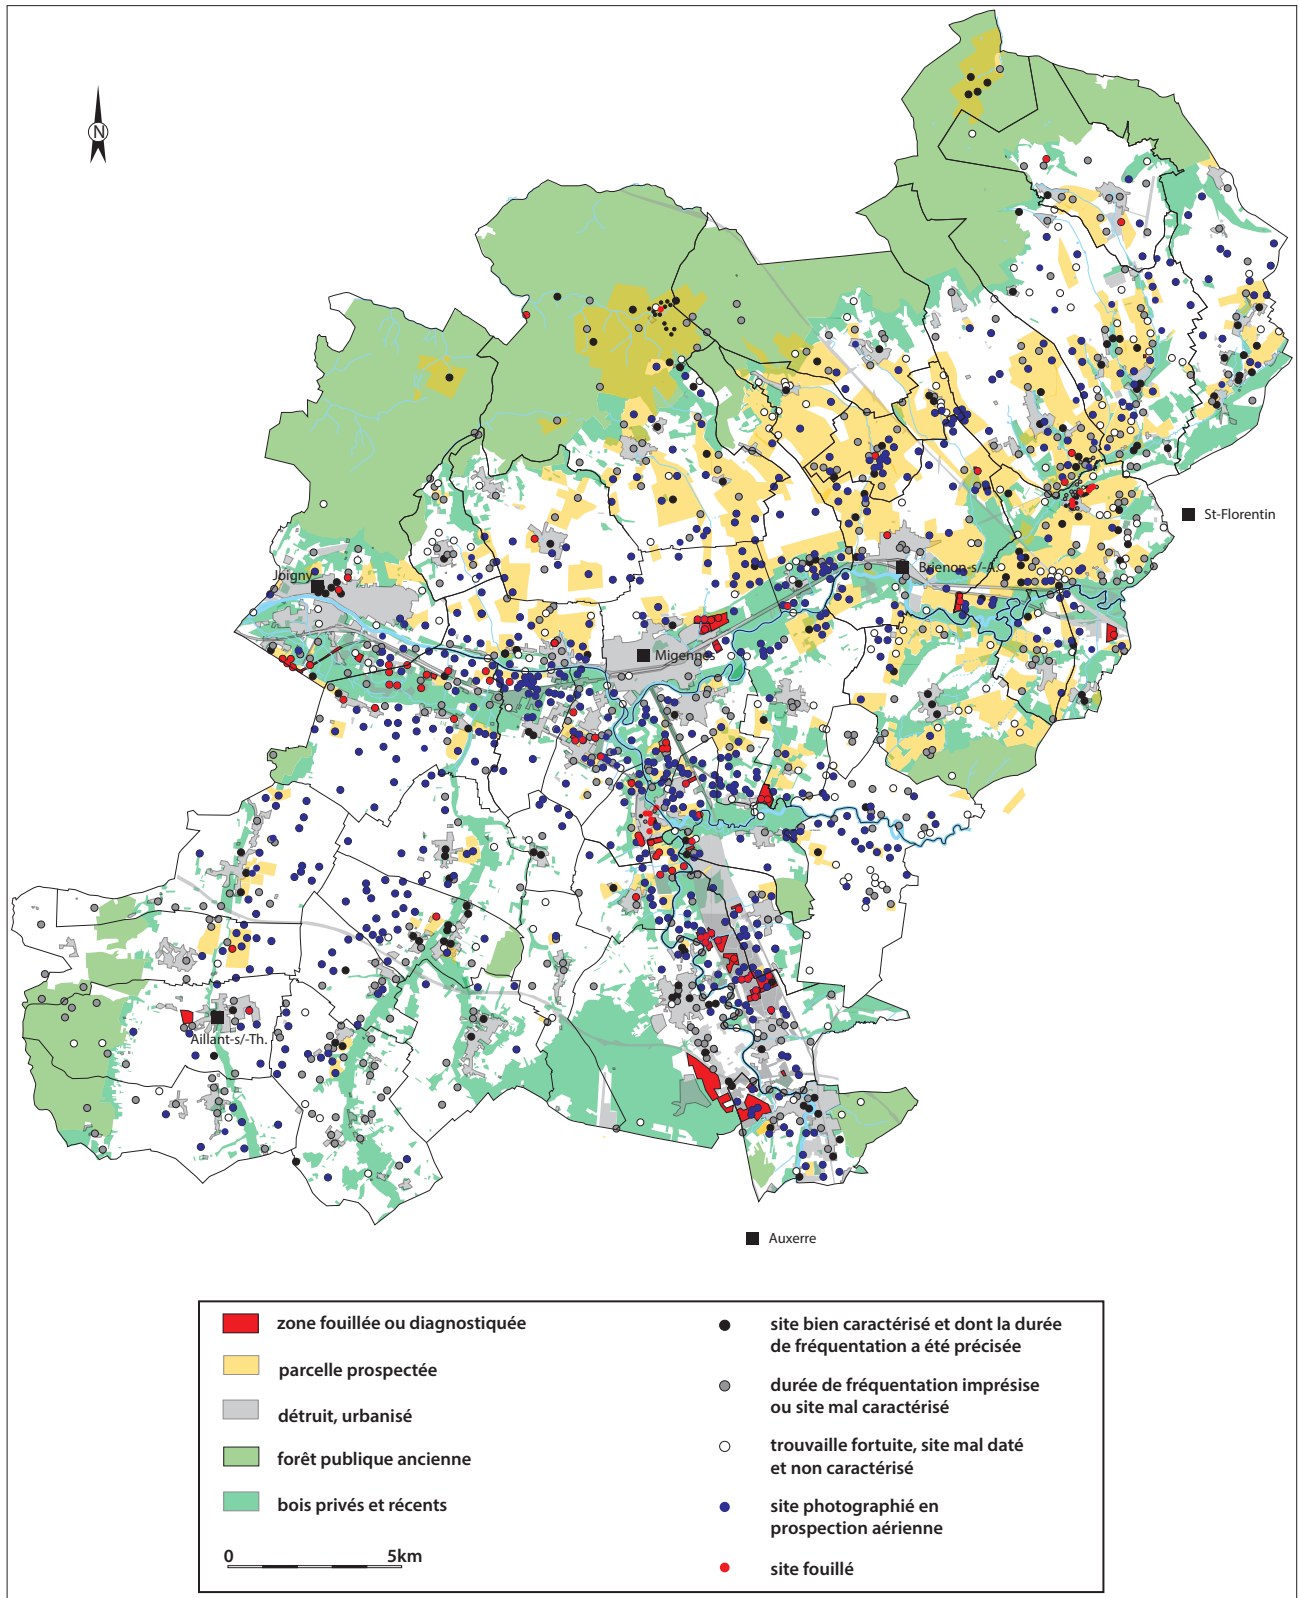 N
St-Florentin
Brienon-s/-A.
Joigny
Migennes
Aillant-s/-Th.
Auxerre
zone fouillée ou diagnostiquée
parcelle prospectée
détruit, urbanisé
forêt publique ancienne
bois privés et récents
0 5km
site bien caractérisé et dont la durée
de fréquentation a été précisée
durée de fréquentation imprésise
ou site mal caractérisé
trouvaille fortuite, site mal daté
et non caractérisé
site photographié en
prospection aérienne
site fouillé